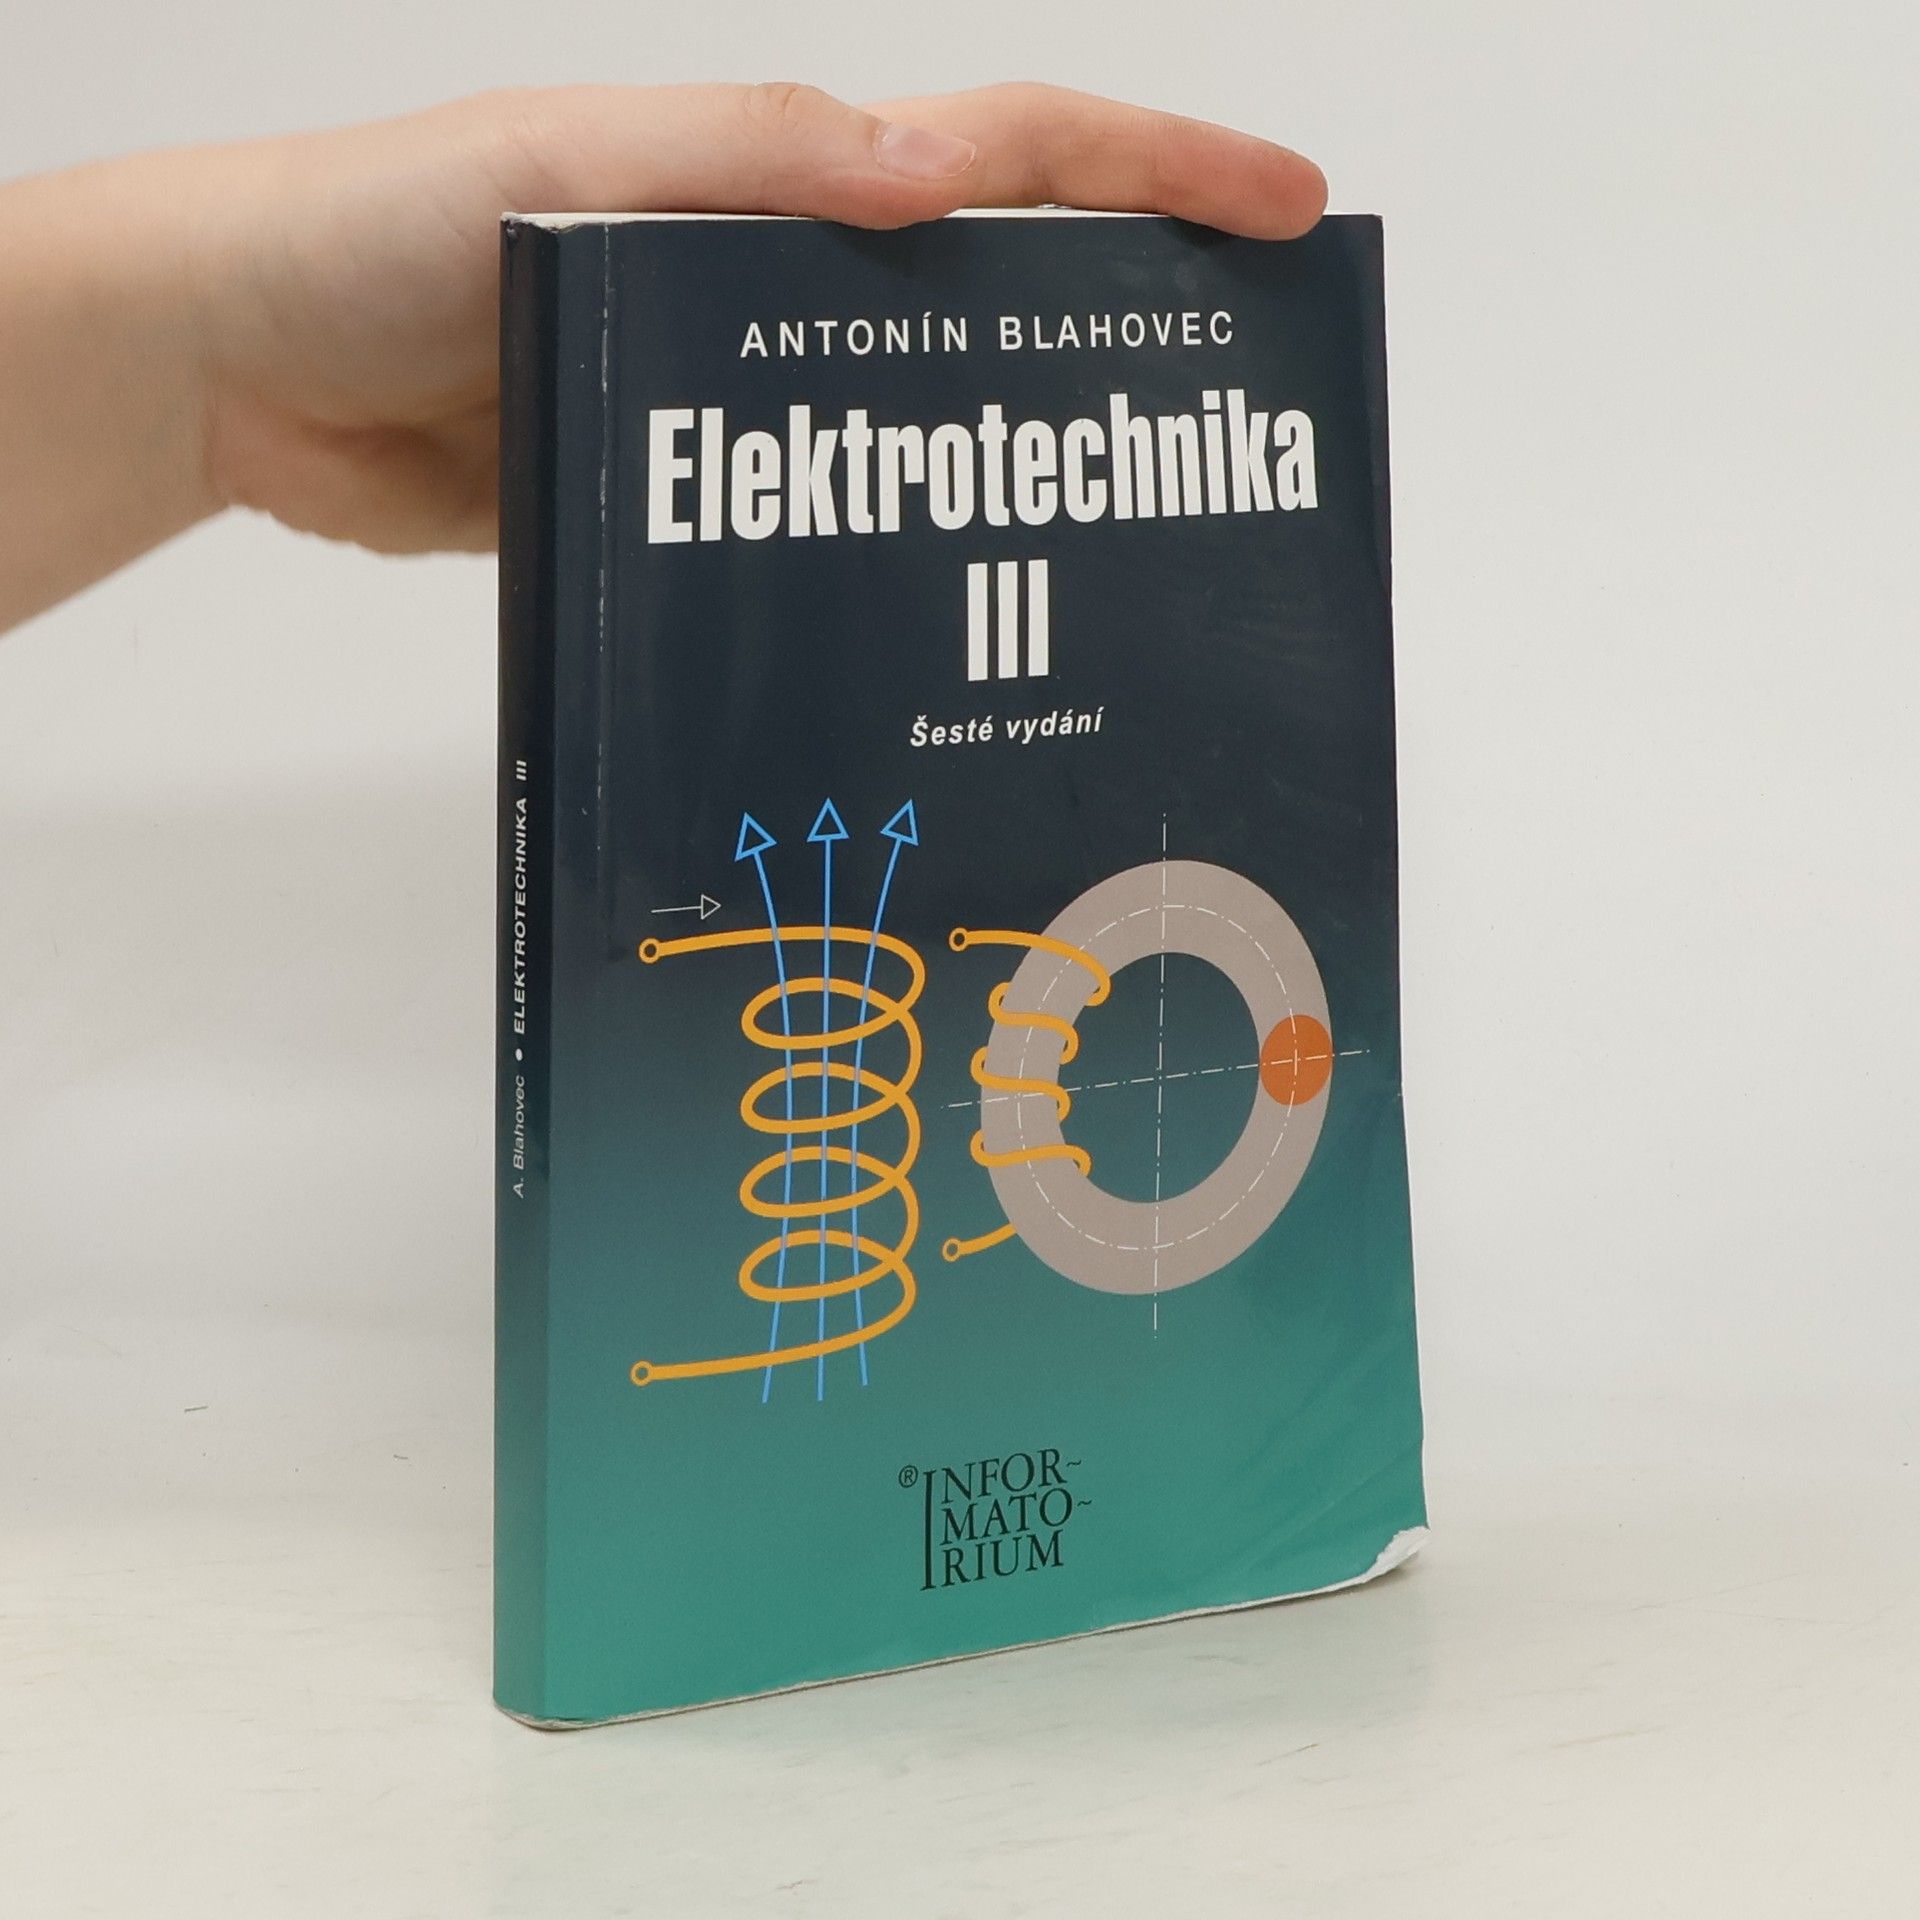 ANTONÍN BLAHOVEC
Elektrotechnika
III
Šesté vydání
A. Blahovec • ELEKTROTECHNIKA III
® INFOR~
MATO~
RIUM